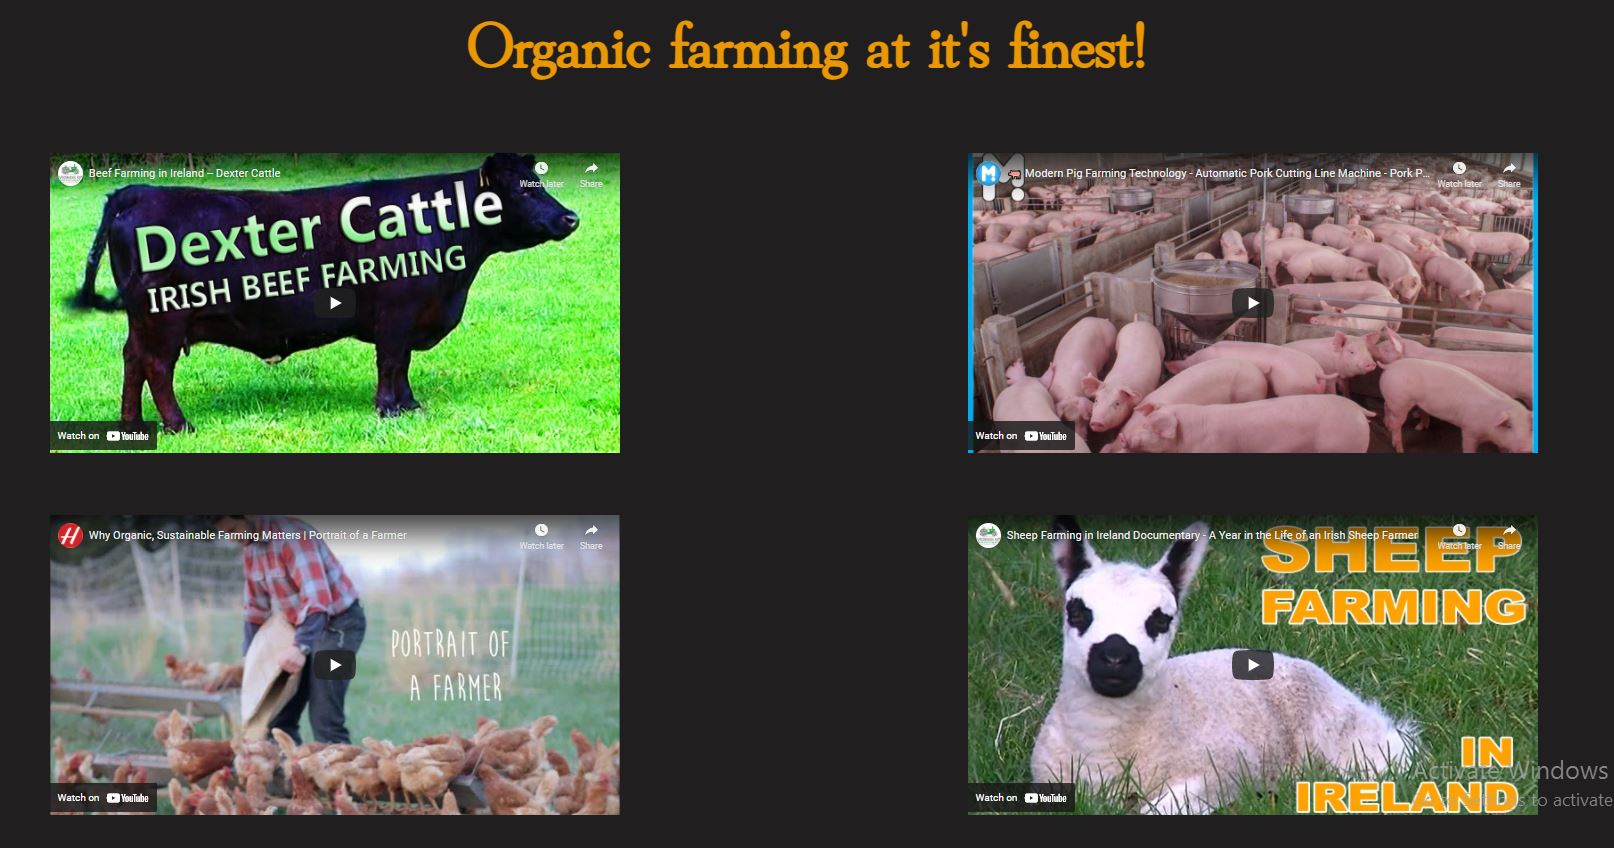 Organic farming at it's finest!
Beef Farming in Ireland – Dexter Cattle
Watch later
Share
Dexter Cattle
IRISH BEEF FARMING
Watch on YouTube
M
Modern Pig Farming Technology - Automatic Pork Cutting Line Machine - Pork P...
Watch later
Share
Watch on YouTube
H
Why Organic, Sustainable Farming Matters | Portrait of a Farmer
Watch later
Share
PORTRAIT OF
A FARMER
Watch on YouTube
Sheep Farming in Ireland Documentary - A Year in the Life of an Irish Sheep Farmer
Watch later
Share
SHEEP
FARMING
IN
IRELAND
Watch on YouTube
Activate Windows
to activate